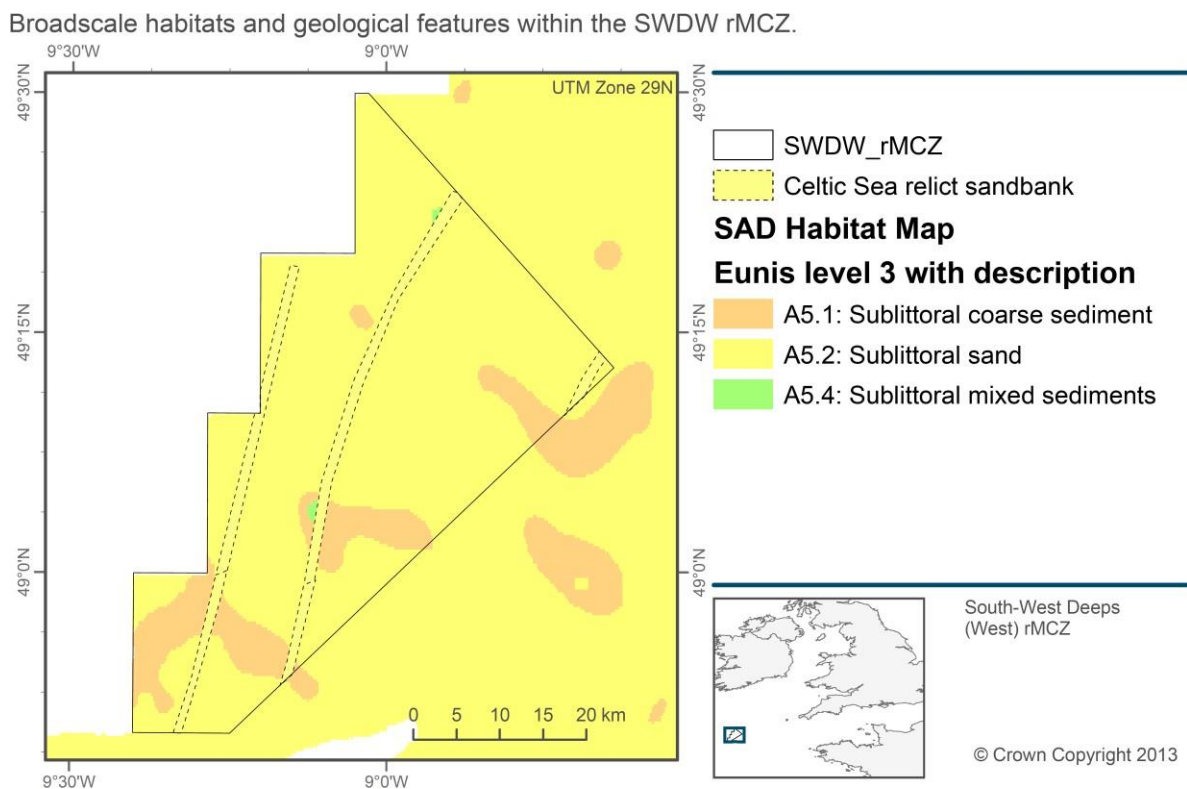 Broadscale habitats and geological features within the SWDW rMCZ.
9°30'W
9°0'W
49°30'N
UTM Zone 29N
49°30'N
49°15'N
49°15'N
49°0'N
49°0'N
0 5 10 15 20 km
9°30'W
9°0'W
SWDW_rMCZ
Celtic Sea relict sandbank
SAD Habitat Map
Eunis level 3 with description
A5.1: Sublittoral coarse sediment
A5.2: Sublittoral sand
A5.4: Sublittoral mixed sediments
South-West Deeps
(West) rMCZ
© Crown Copyright 2013